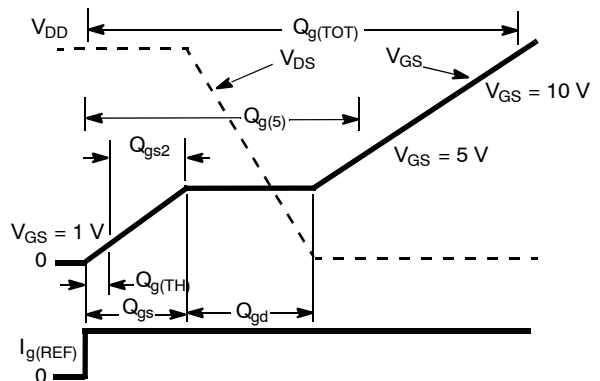 V_DD
Q_g(TOT)
V_DS
V_GS
V_GS = 10 V
Q_g(5)
Q_gs2
V_GS = 5 V
V_GS = 1 V
0
Q_g(TH)
Q_gs
Q_gd
I_g(REF)
0